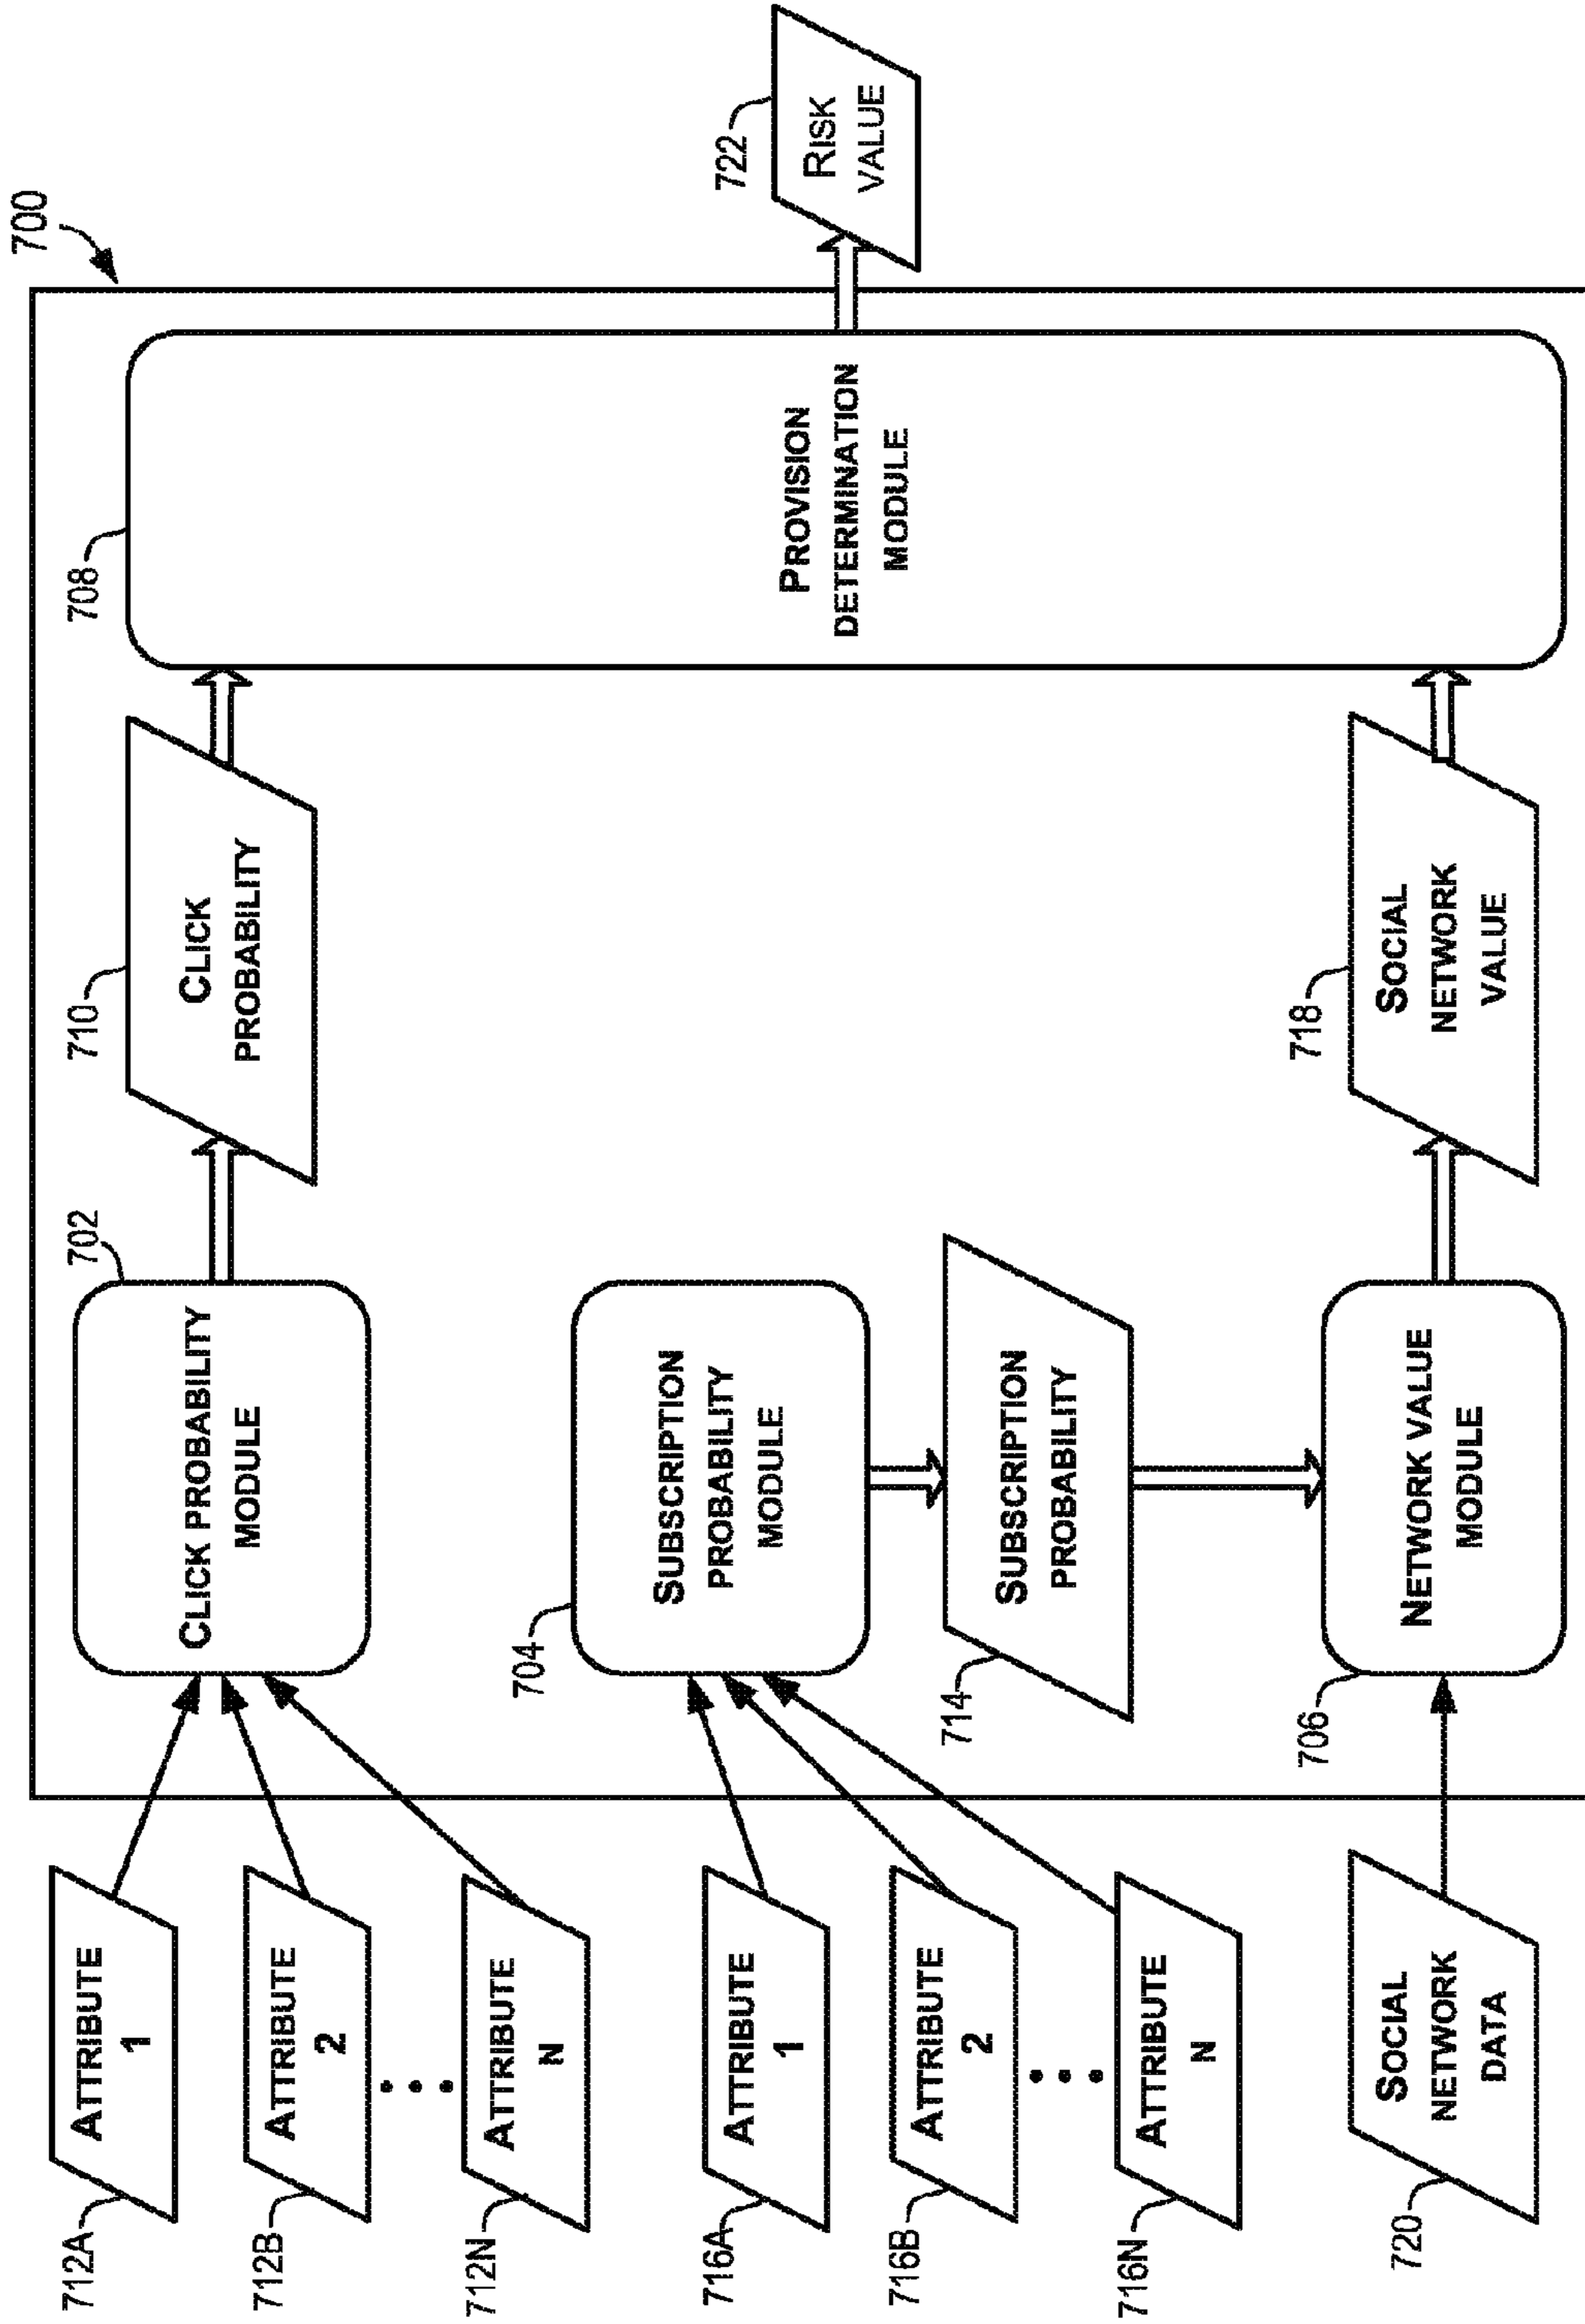 700
712A
ATTRIBUTE
1
712B
ATTRIBUTE
2
712N
ATTRIBUTE
N
702
CLICK PROBABILITY
MODULE
710
CLICK
PROBABILITY
708
PROVISION
DETERMINATION
MODULE
722
RISK
VALUE
716A
ATTRIBUTE
1
716B
ATTRIBUTE
2
716N
ATTRIBUTE
N
704
SUBSCRIPTION
PROBABILITY
MODULE
714
SUBSCRIPTION
PROBABILITY
720
SOCIAL
NETWORK
DATA
706
NETWORK VALUE
MODULE
718
SOCIAL
NETWORK
VALUE